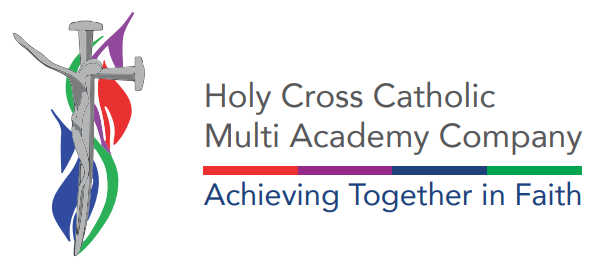 Holy Cross Catholic
Multi Academy Company
Achieving Together in Faith